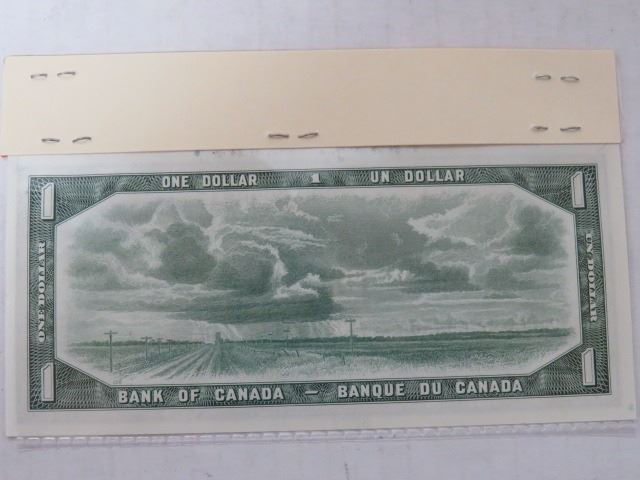 ONE DOLLAR 1 UN DOLLAR
1 1
ONE DOLLAR
UN DOLLAR
1 1
BANK OF CANADA – BANQUE DU CANADA